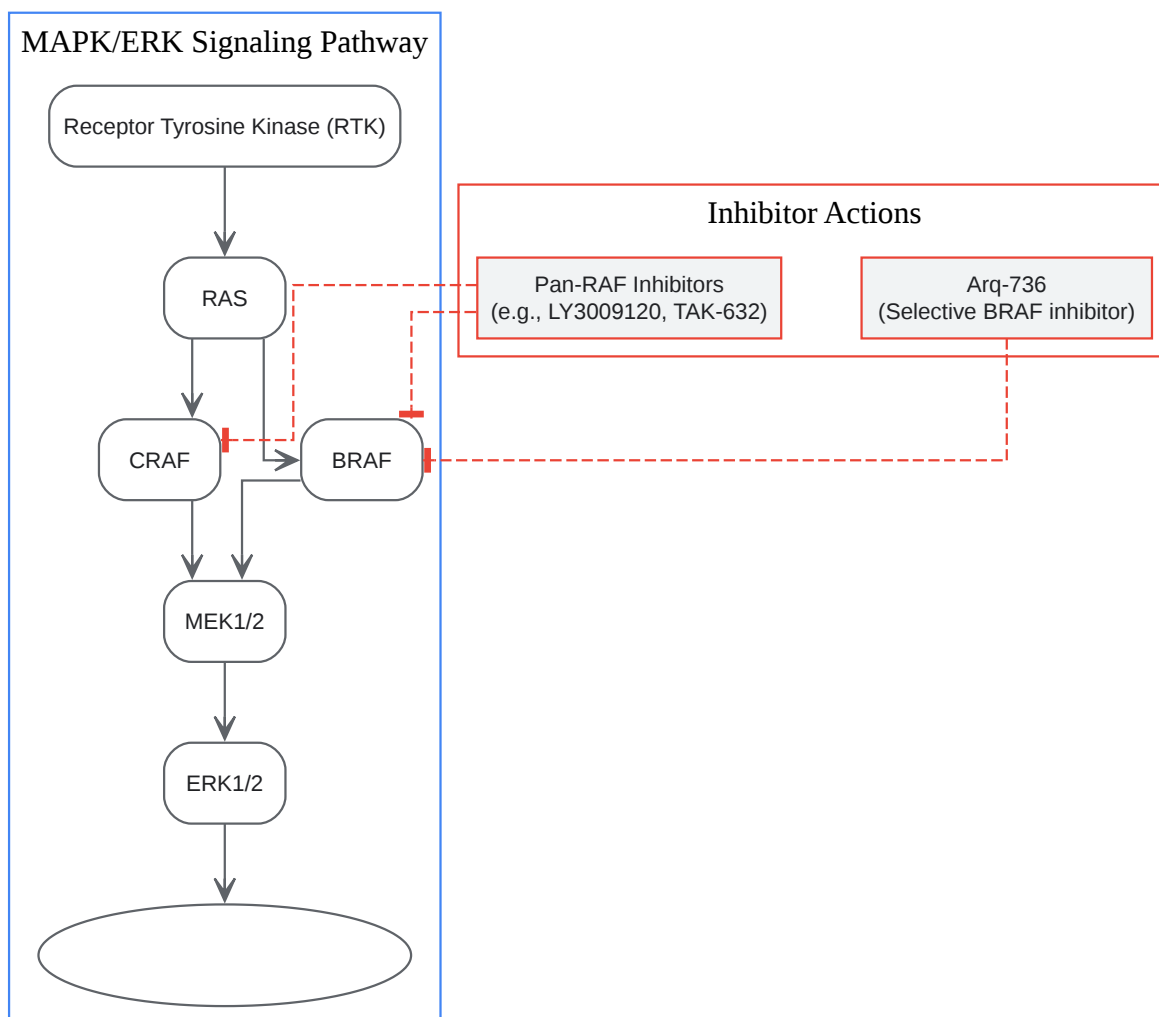 MAPK/ERK Signaling Pathway
Receptor Tyrosine Kinase (RTK)
Inhibitor Actions
RAS
Pan-RAF Inhibitors
(e.g., LY3009120, TAK-632)
Arq-736
(Selective BRAF inhibitor)
CRAF
BRAF
MEK1/2
ERK1/2